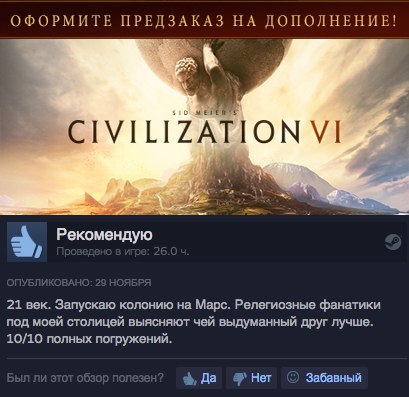 ОФОРМИТЕ ПРЕДЗАКАЗ НА ДОПОЛНЕНИЕ!
SID MEIER'S
CIVILIZATION VI
Рекомендую
Проведено в игре: 26.0 ч.
ОПУБЛИКОВАНО: 29 НОЯБРЯ
21 век. Запускаю колонию на Марс. Релегиозные фанатики
под моей столицей выясняют чей выдуманный друг лучше.
10/10 полных погружений.
Был ли этот обзор полезен? Да Нет Забавный